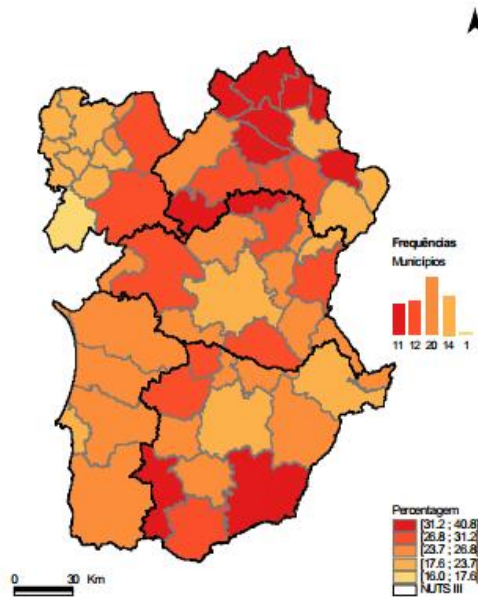 Frequências
Municípios
11 12 20 14 1
Percentagem
[31.2 ; 40.8]
[26.8 ; 31.2[
[23.7 ; 26.8[
[17.6 ; 23.7[
[16.0 ; 17.6[
NUTS III
0 30 Km